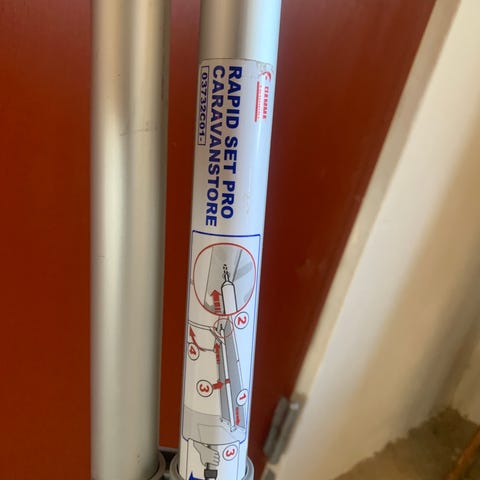 RAPID SET PRO
CARAVANSTORE
03732C01-
2
4
3
1
3